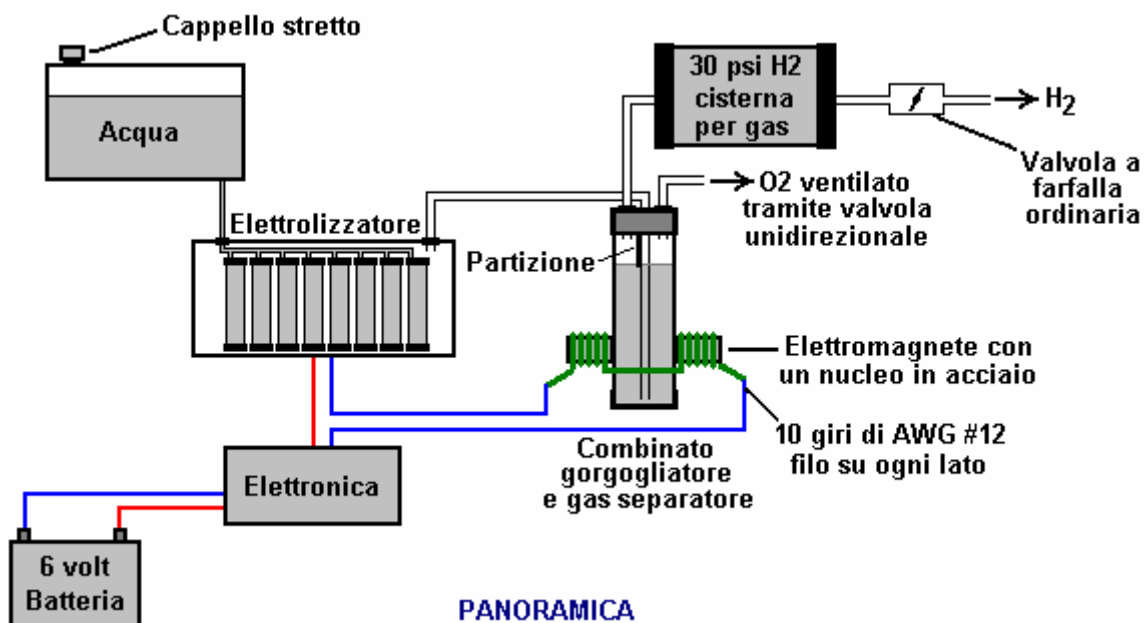 Cappello stretto
Acqua
30 psi H2
cisterna
per gas
H2
Valvola a
farfalla
ordinaria
O2 ventilato
tramite valvola
unidirezionale
Elettrolizzatore
Partizione
Elettromagnete con
un nucleo in acciaio
10 giri di AWG #12
filo su ogni lato
Combinato
gorgogliatore
e gas separatore
Elettronica
6 volt
Batteria
PANORAMICA